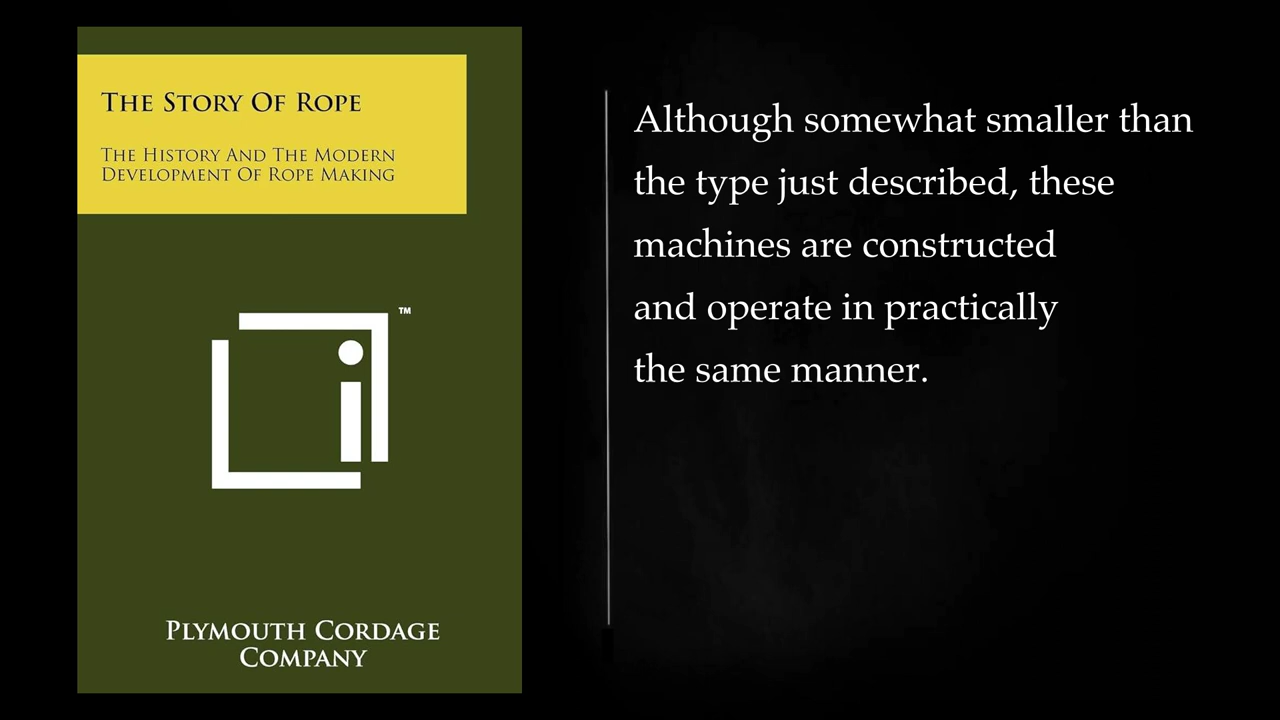 THE STORY OF ROPE
THE HISTORY AND THE MODERN
DEVELOPMENT OF ROPE MAKING
TM
i
PLYMOUTH CORDAGE
COMPANY
Although somewhat smaller than
the type just described, these
machines are constructed
and operate in practically
the same manner.